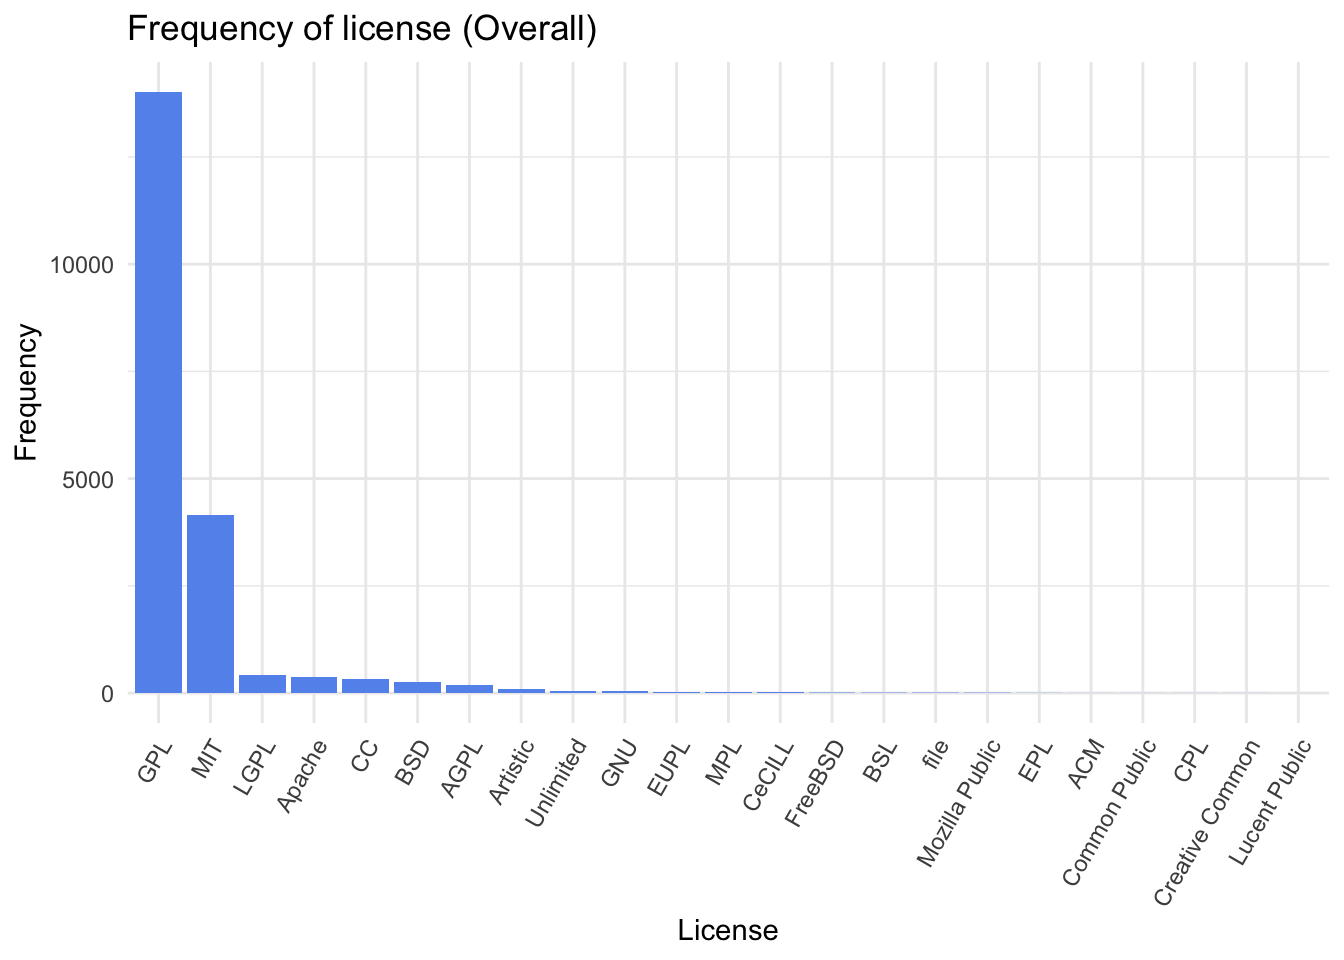 Frequency of license (Overall)
Frequency
10000
5000
0
GPL
MIT
LGPL
Apache
CC
BSD
AGPL
Artistic
Unlimited
GNU
EUPL
MPL
CeCILL
FreeBSD
BSL
file
Mozilla Public
EPL
ACM
Common Public
CPL
Creative Common
Lucent Public
License